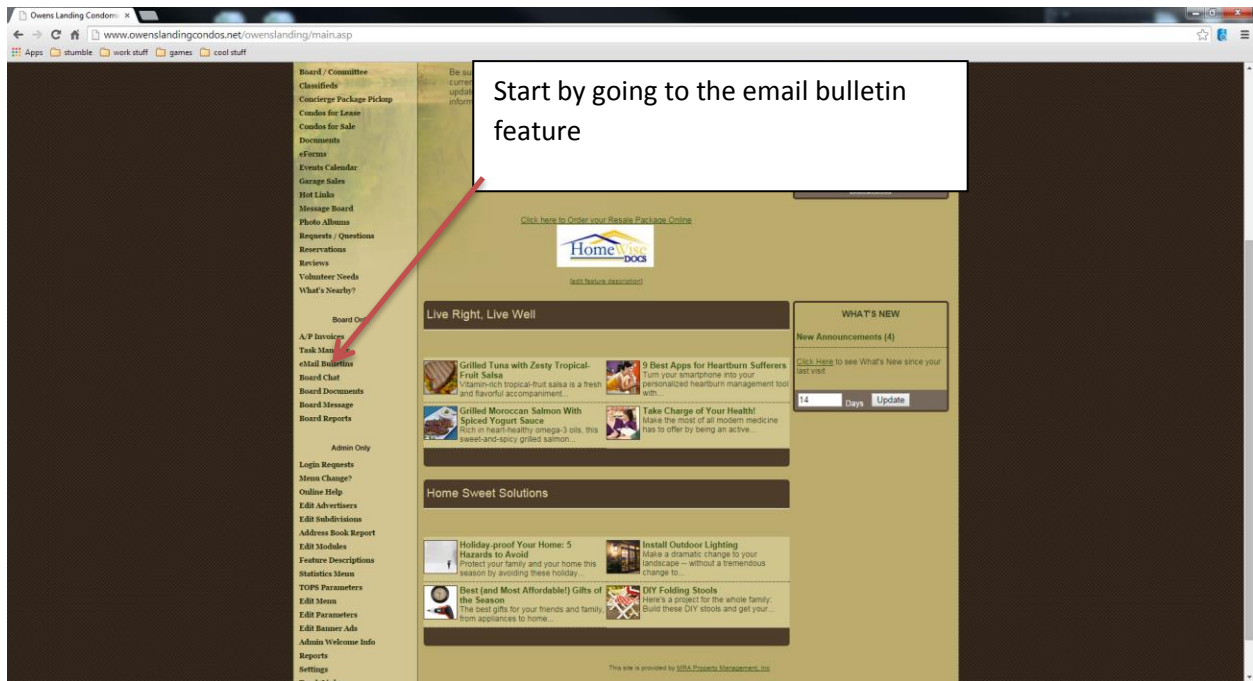 Owens Landing Condom
www.owenslandingcondos.net/owenslanding/main.asp
Apps stumble work stuff games cool stuff
Start by going to the email bulletin
feature
Board / Committee
Classifieds
Concierge Package Pickup
Condos for Lease
Condos for Sale
Documents
eForms
Events Calendar
Garage Sales
Hot Links
Message Board
Photo Albums
Requests / Questions
Reservations
Reviews
Volunteer Needs
What's Nearby?
Board On
A/P Invoices
Task Man
eMail Bulletins
Board Chat
Board Documents
Board Message
Board Reports
Admin Only
Login Requests
Menu Change?
Online Help
Edit Advertisers
Edit Subdivisions
Address Book Report
Edit Modules
Feature Descriptions
Statistics Menu
TOPS Parameters
Edit Menu
Edit Parameters
Edit Banner Ads
Admin Welcome Info
Reports
Settings
Be su
curren
updat
inform
Click here to Order your Resale Package Online
HomeWise
DOCS
[edit feature description]
Live Right, Live Well
Grilled Tuna with Zesty Tropical-
Fruit Salsa
Vitamin-rich tropical-fruit salsa is a fresh
and flavorful accompaniment...
9 Best Apps for Heartburn Sufferers
Turn your smartphone into your
personalized heartburn management tool
with...
Grilled Moroccan Salmon With
Spiced Yogurt Sauce
Rich in heart-healthy omega-3 oils, this
sweet-and-spicy grilled salmon...
Take Charge of Your Health!
Make the most of all modern medicine
has to offer by being an active...
Home Sweet Solutions
Holiday-proof Your Home: 5
Hazards to Avoid
Protect your family and your home this
season by avoiding these holiday...
Install Outdoor Lighting
Make a dramatic change to your
landscape -- without a tremendous
change to...
Best (and Most Affordable!) Gifts of
the Season
The best gifts for your friends and family,
from appliances to home...
DIY Folding Stools
Here's a project for the whole family:
Build these DIY stools and get your...
This site is provided by MRA Property Management, Inc
WHAT'S NEW
New Announcements (4)
Click Here to see What's New since your
last visit
14 Days Update